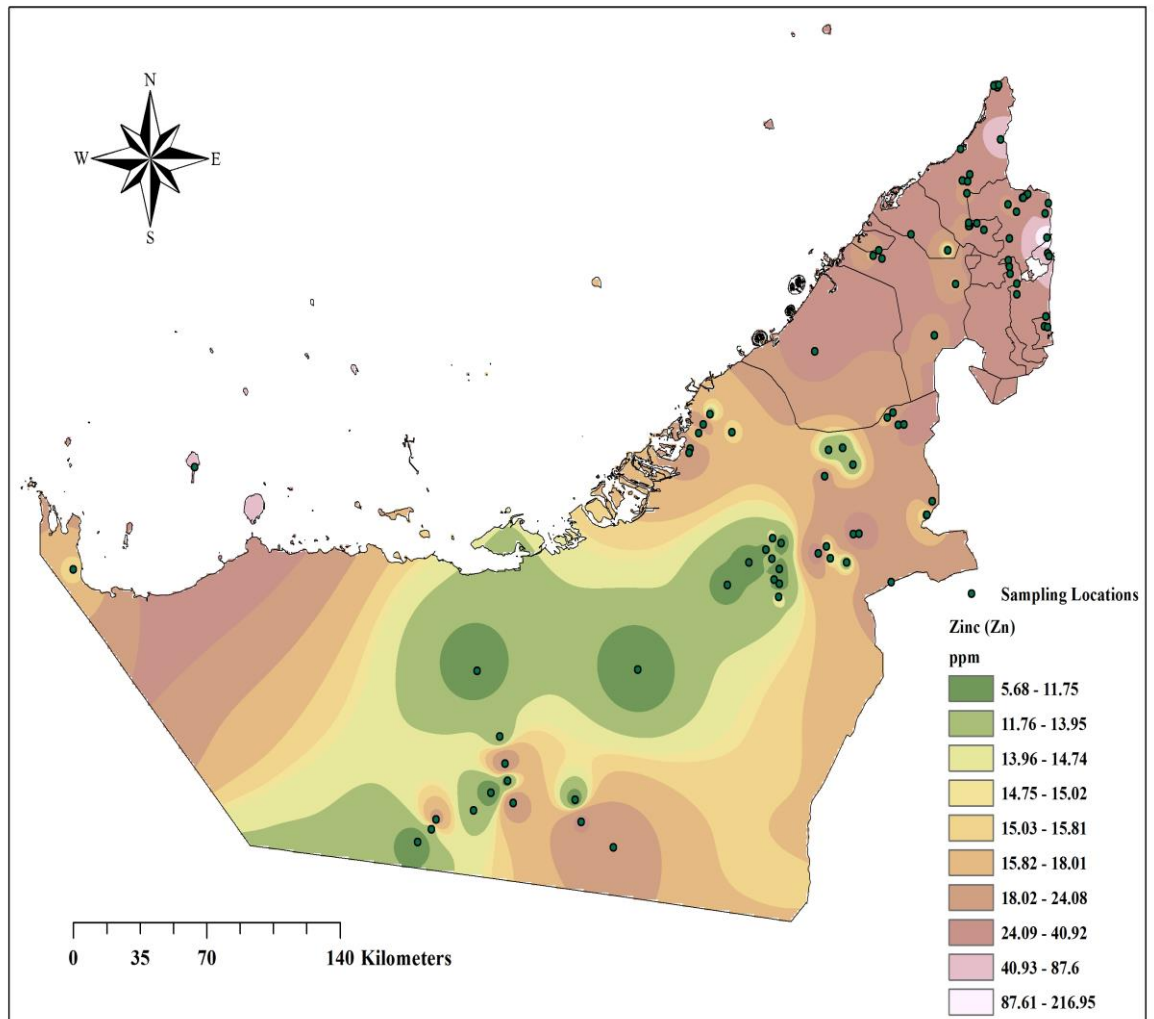 N
W E
S
Sampling Locations
Zinc (Zn)
ppm
5.68 - 11.75
11.76 - 13.95
13.96 - 14.74
14.75 - 15.02
15.03 - 15.81
15.82 - 18.01
18.02 - 24.08
24.09 - 40.92
40.93 - 87.6
87.61 - 216.95
0 35 70 140 Kilometers